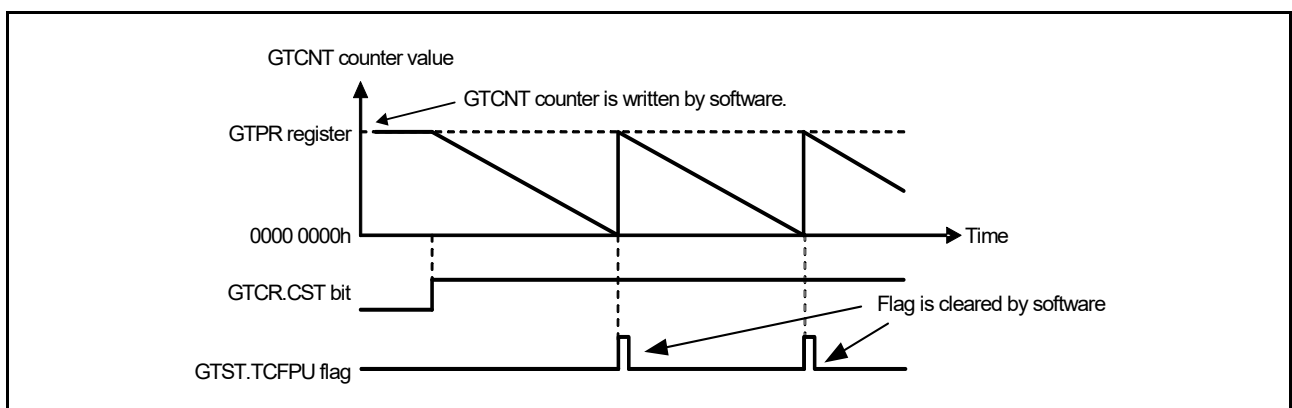 GTCNT counter value
GTCNT counter is written by software.
GTPR register
0000 0000h
Time
GTCR.CST bit
Flag is cleared by software
GTST.TCFPU flag